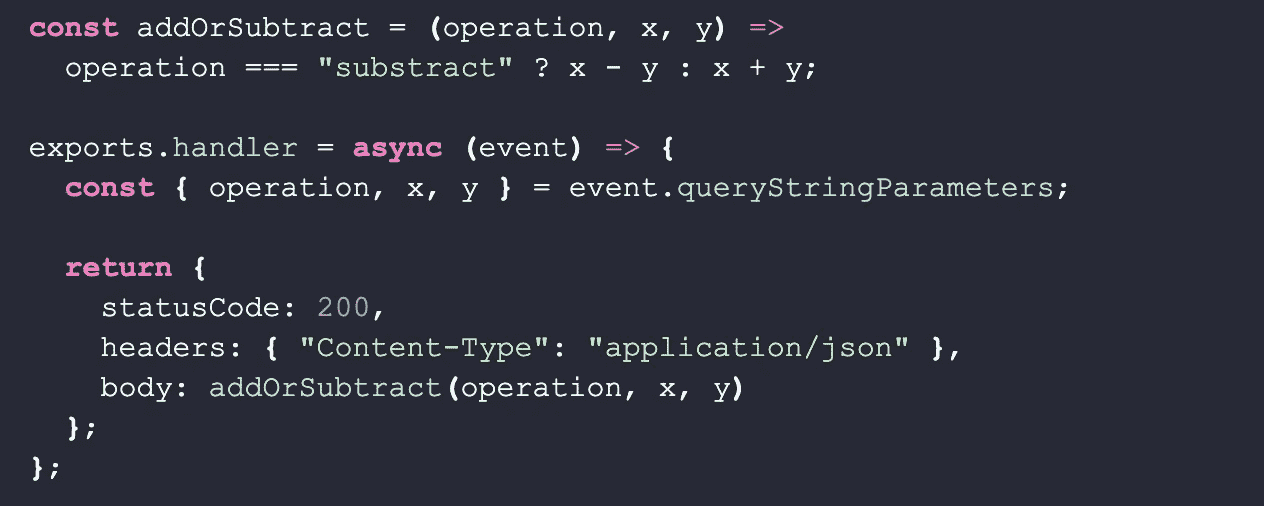 const addOrSubtract = (operation, x, y) =>
  operation === "substract" ? x - y : x + y;

exports.handler = async (event) => {
  const { operation, x, y } = event.queryStringParameters;

  return {
    statusCode: 200,
    headers: { "Content-Type": "application/json" },
    body: addOrSubtract(operation, x, y)
  };
};